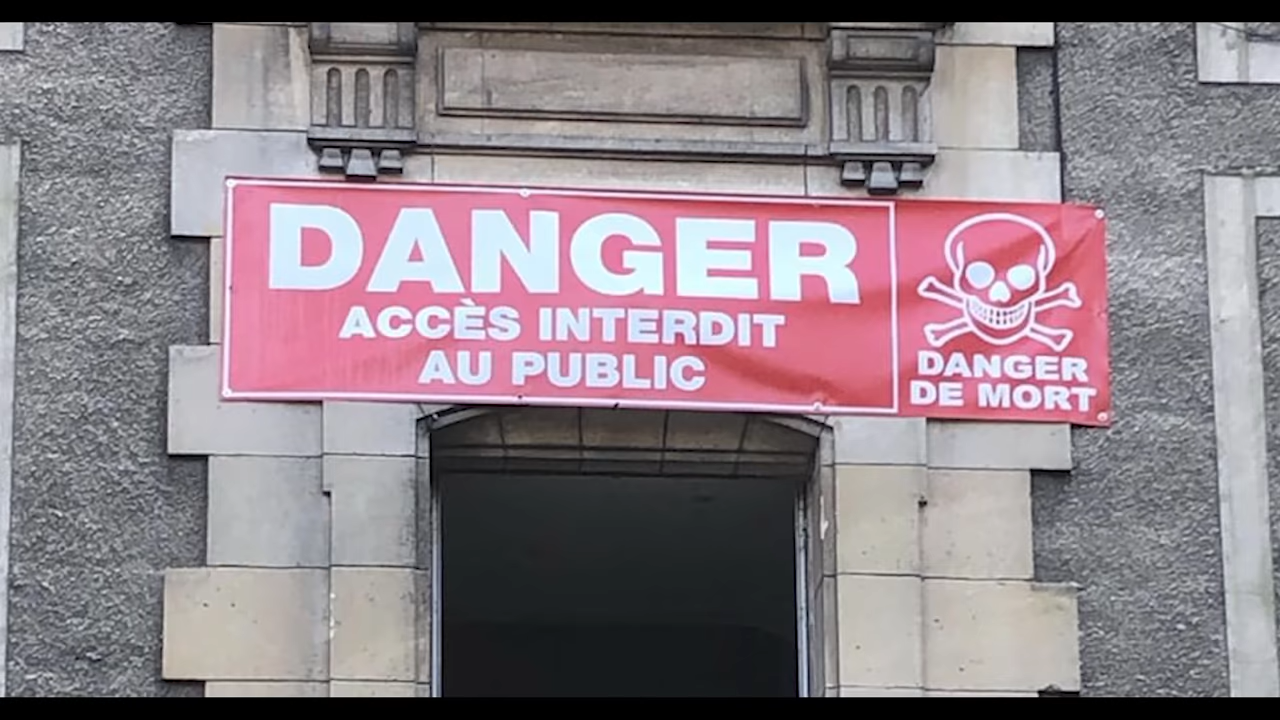 DANGER
ACCÈS INTERDIT
AU PUBLIC
DANGER
DE MORT